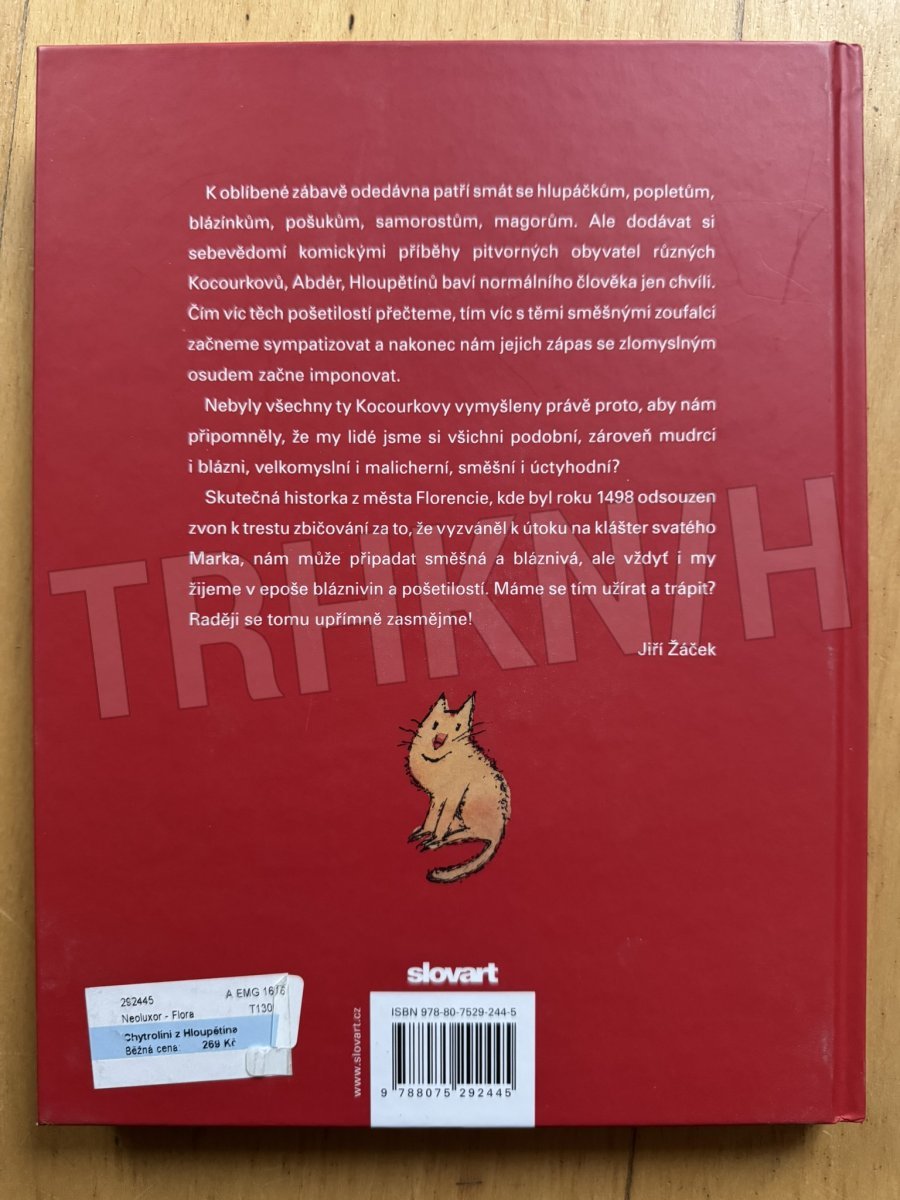 K oblíbené zábavě odedávna patří smát se hlupáčkům, popletům,
blázínkům, pošukům, samorostům, magorům. Ale dodávat si
sebevědomí komickými příběhy pitvorných obyvatel různých
Kocourkovů, Abdér, Hloupětínů baví normálního člověka jen chvíli.
Čím víc těch pošetilostí přečteme, tím víc s těmi směšnými zoufalci
začneme sympatizovat a nakonec nám jejich zápas se zlomyslným
osudem začne imponovat.
Nebyly všechny ty Kocourkovy vymyšleny právě proto, aby nám
připomněly, že my lidé jsme si všichni podobní, zároveň mudrci
i blázni, velkomyslní i malicherní, směšní i úctyhodní?
Skutečná historka z města Florencie, kde byl roku 1498 odsouzen
zvon k trestu zbičování za to, že vyzváněl k útoku na klášter svatého
Marka, nám může připadat směšná a bláznivá, ale vždyť i my
žijeme v epoše bláznivin a pošetilostí. Máme se tím užírat a trápit?
Raději se tomu upřímně zasmějme!
Jiří Žáček
TRHKNI/H
slovart
www.slovart.cz
ISBN 978-80-7529-244-5
9 788075 292445
292445 A EMG 1616
Neoluxor - Flora T130
Chytrolíni z Hloupětína
Běžná cena: 269 Kč